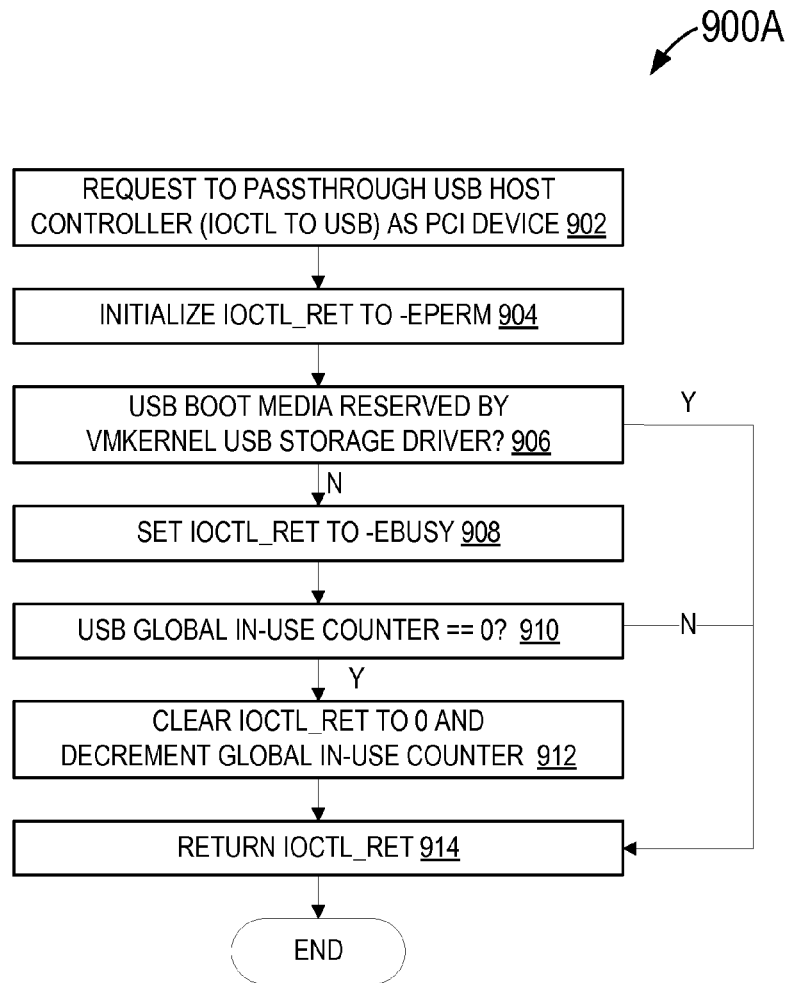 900A
REQUEST TO PASSTHROUGH USB HOST
CONTROLLER (IOCTL TO USB) AS PCI DEVICE 902
INITIALIZE IOCTL_RET TO -EPERM 904
USB BOOT MEDIA RESERVED BY
VMKERNEL USB STORAGE DRIVER? 906
Y
N
SET IOCTL_RET TO -EBUSY 908
USB GLOBAL IN-USE COUNTER == 0? 910
N
Y
CLEAR IOCTL_RET TO 0 AND
DECREMENT GLOBAL IN-USE COUNTER 912
RETURN IOCTL_RET 914
END